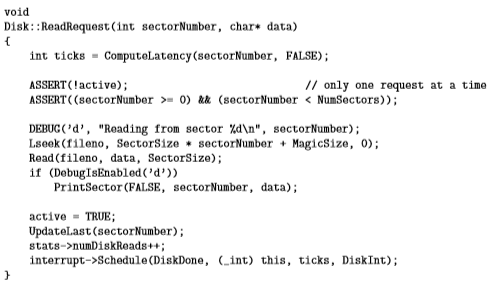 void
Disk::ReadRequest(int sectorNumber, char* data)
{
    int ticks = ComputeLatency(sectorNumber, FALSE);

    ASSERT(!active);                            // only one request at a time
    ASSERT((sectorNumber >= 0) && (sectorNumber < NumSectors));

    DEBUG('d', "Reading from sector %d\n", sectorNumber);
    Lseek(fileno, SectorSize * sectorNumber + MagicSize, 0);
    Read(fileno, data, SectorSize);
    if (DebugIsEnabled('d'))
        PrintSector(FALSE, sectorNumber, data);

    active = TRUE;
    UpdateLast(sectorNumber);
    stats->numDiskReads++;
    interrupt->Schedule(DiskDone, (_int) this, ticks, DiskInt);
}